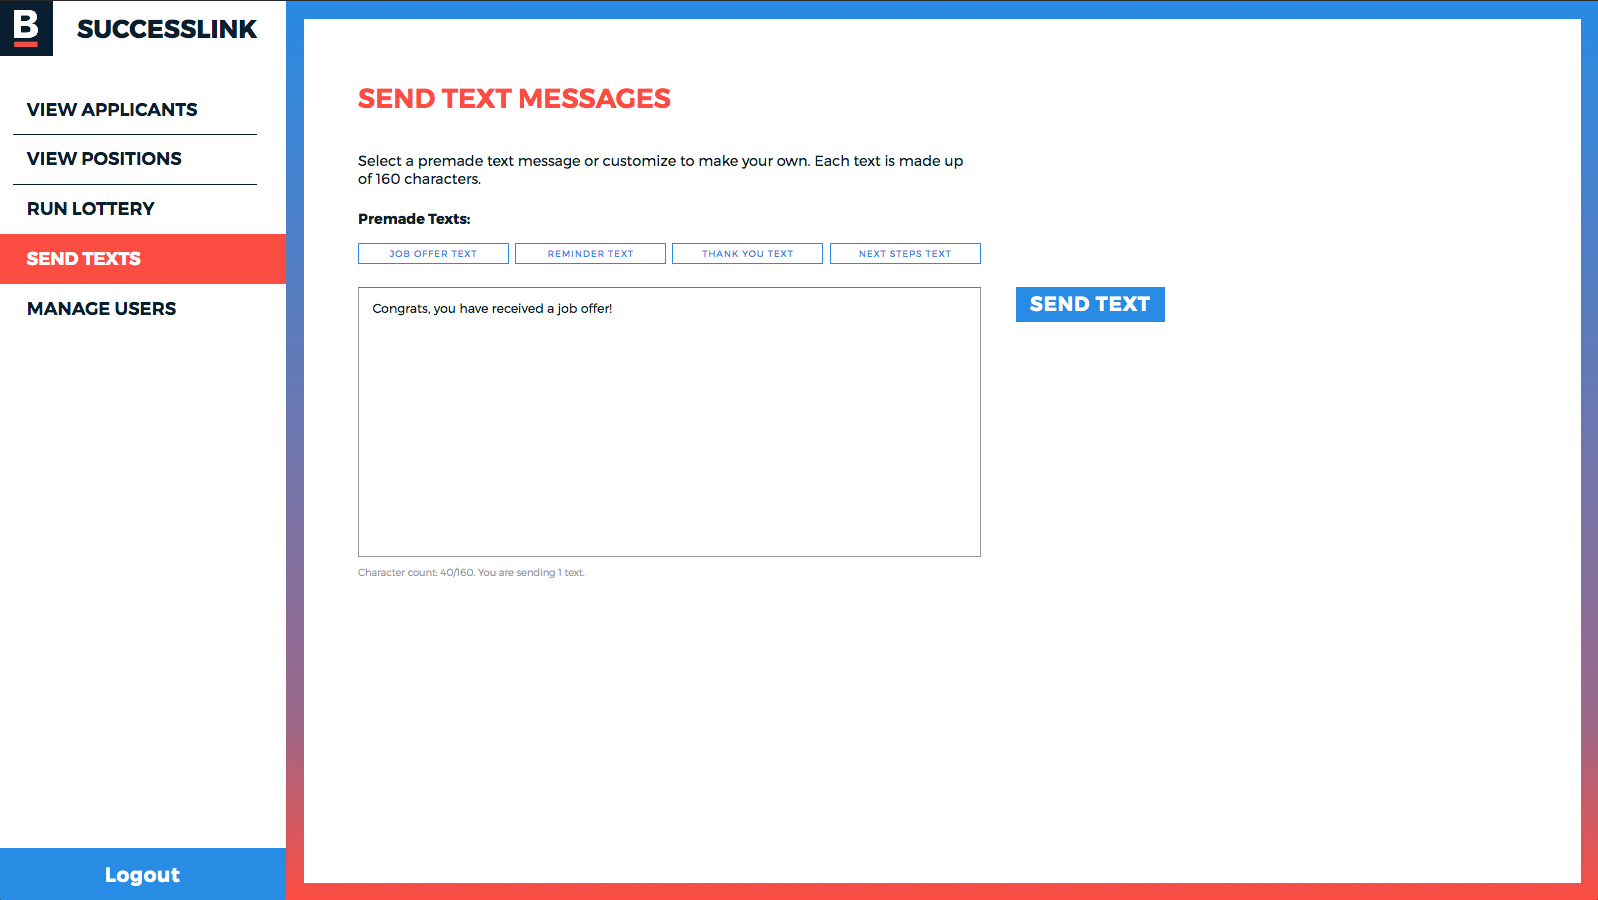 B SUCCESSLINK
VIEW APPLICANTS
VIEW POSITIONS
RUN LOTTERY
SEND TEXTS
MANAGE USERS
Logout
SEND TEXT MESSAGES
Select a premade text message or customize to make your own. Each text is made up
of 160 characters.
Premade Texts:
JOB OFFER TEXT REMINDER TEXT THANK YOU TEXT NEXT STEPS TEXT
Congrats, you have received a job offer!
SEND TEXT
Character count: 40/160. You are sending 1 text.